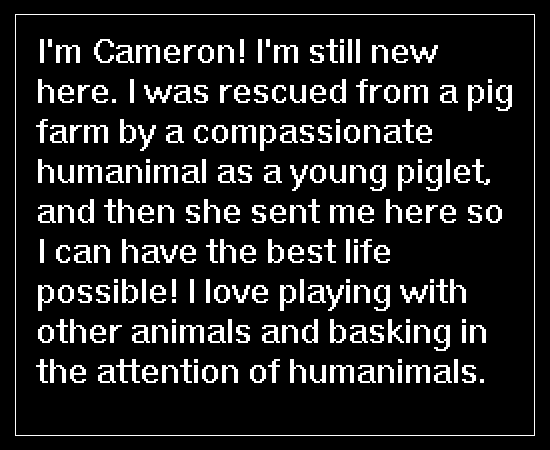 I'm Cameron! I'm still new
here. I was rescued from a pig
farm by a compassionate
humanimal as a young piglet,
and then she sent me here so
I can have the best life
possible! I love playing with
other animals and basking in
the attention of humanimals.